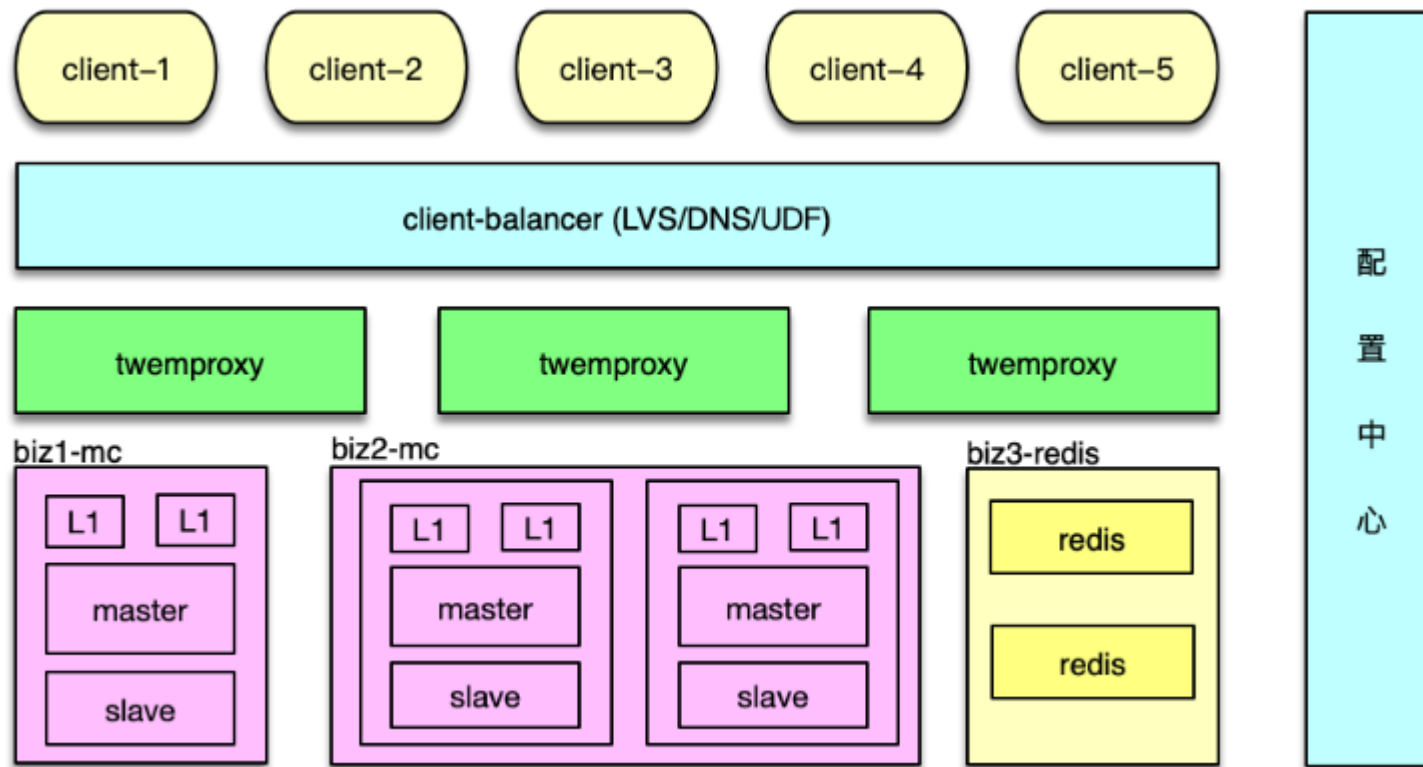 client–1
client–2
client–3
client–4
client–5
client-balancer (LVS/DNS/UDF)
twemproxy
twemproxy
twemproxy
biz1-mc
L1
L1
master
slave
biz2-mc
L1
L1
master
slave
L1
L1
master
slave
biz3-redis
redis
redis
配
置
中
心